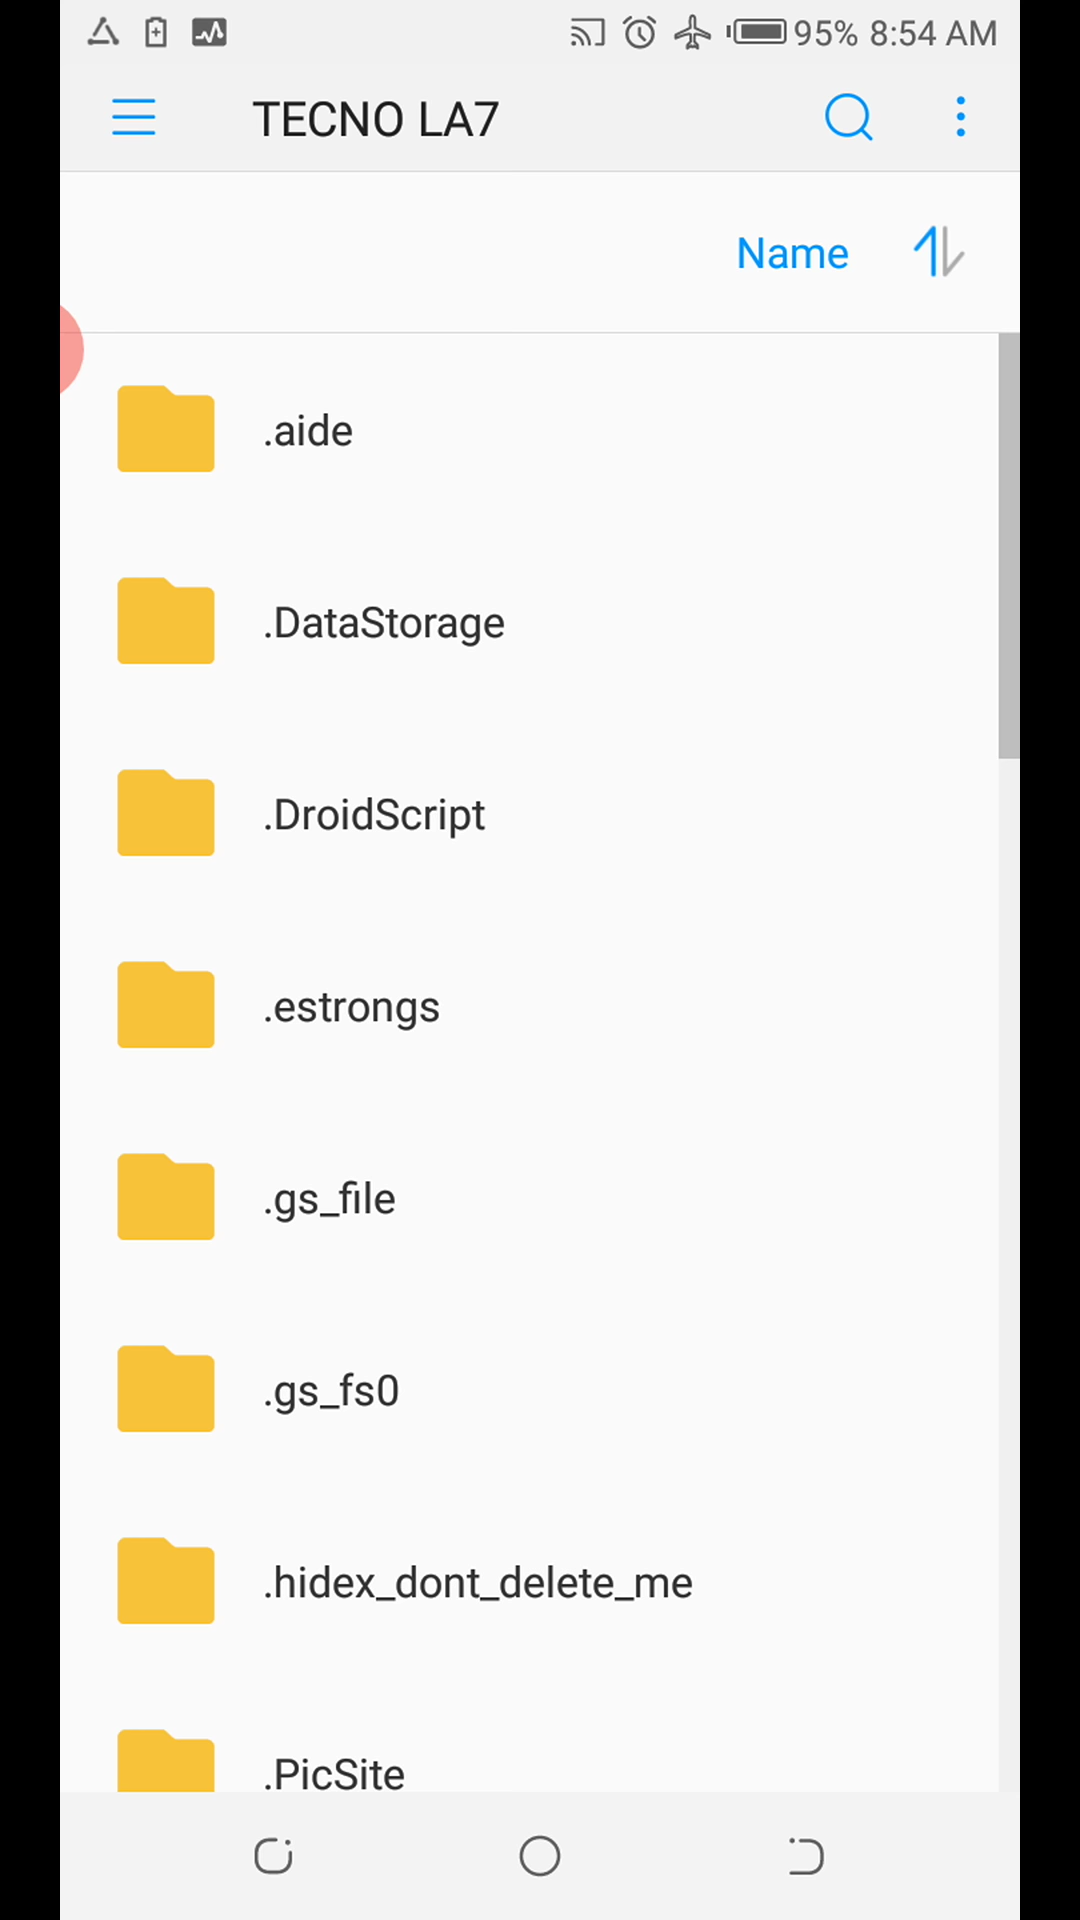 95% 8:54 AM
TECNO LA7
Name
.aide
.DataStorage
.DroidScript
.estrongs
.gs_file
.gs_fs0
.hidex_dont_delete_me
.PicSite